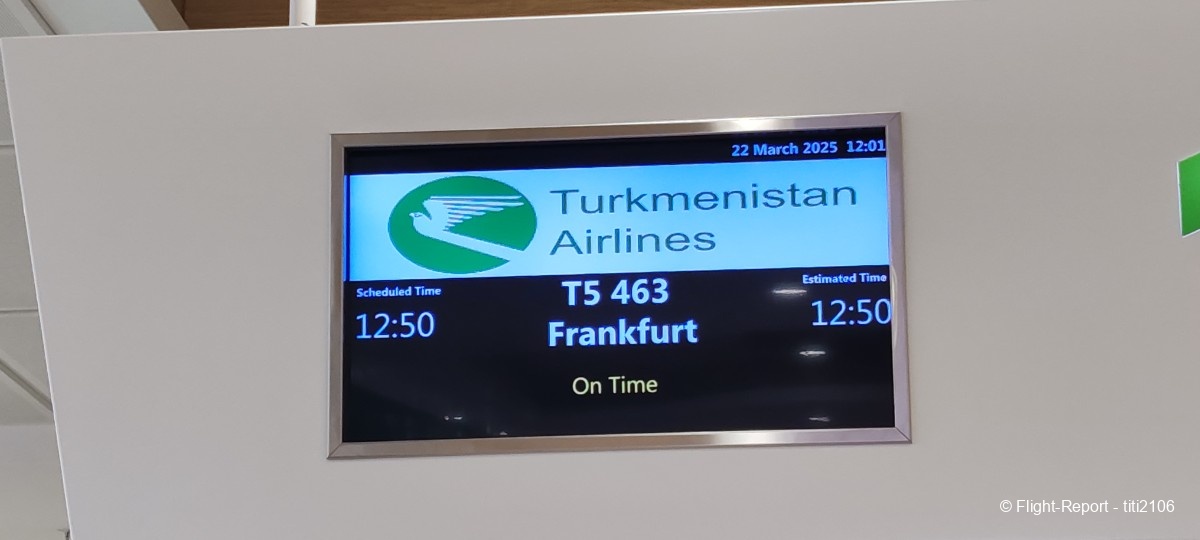 22 March 2025 12:01
Turkmenistan
Airlines
Scheduled Time
T5 463
Estimated Time
12:50
Frankfurt
12:50
On Time
© Flight-Report - titi2106